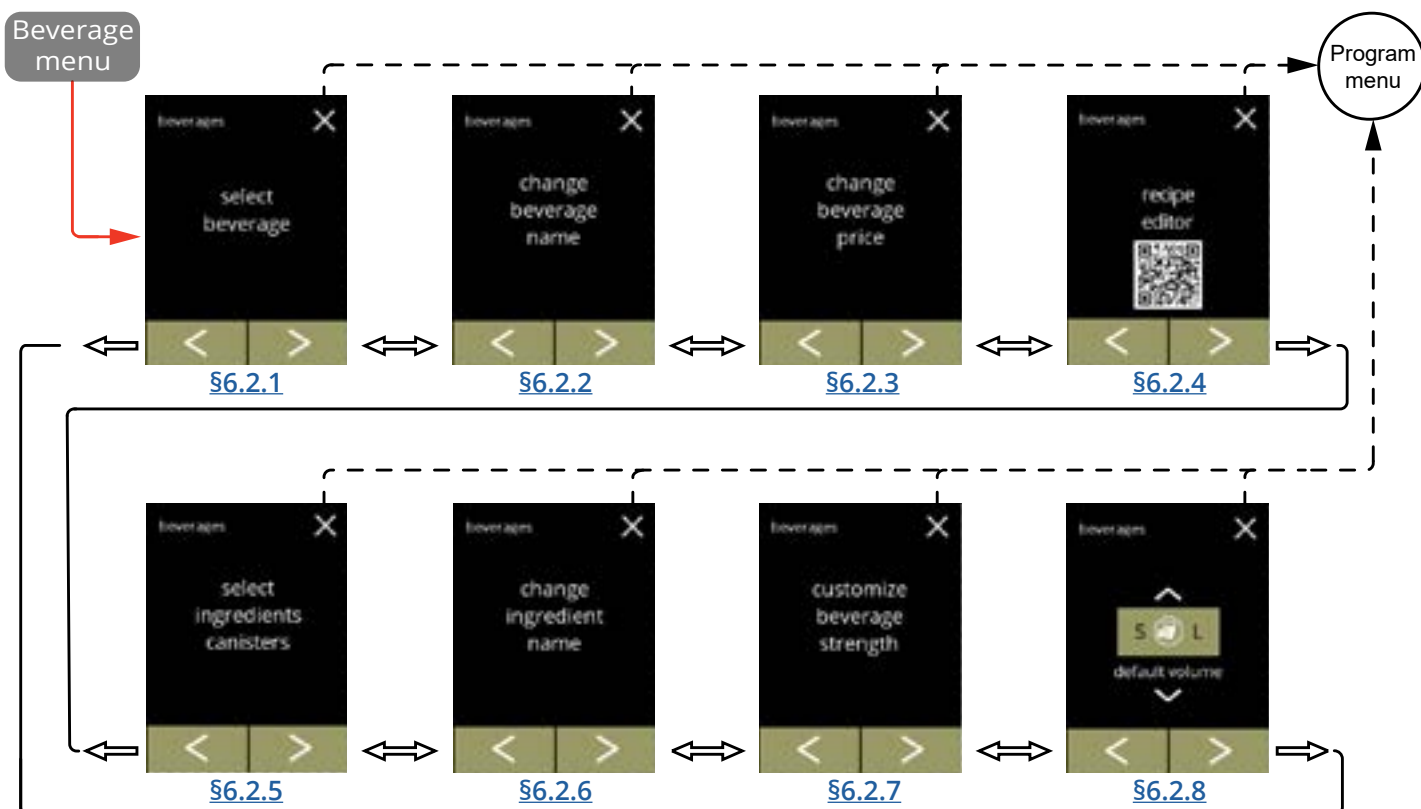 Beverage
menu
Program
menu
beverages
select
beverage
§6.2.1
beverages
change
beverage
name
§6.2.2
beverages
change
beverage
price
§6.2.3
beverages
recipe
editor
§6.2.4
beverages
select
ingredients
canisters
§6.2.5
beverages
change
ingredient
name
§6.2.6
beverages
customize
beverage
strength
§6.2.7
beverages
S L
default volume
§6.2.8